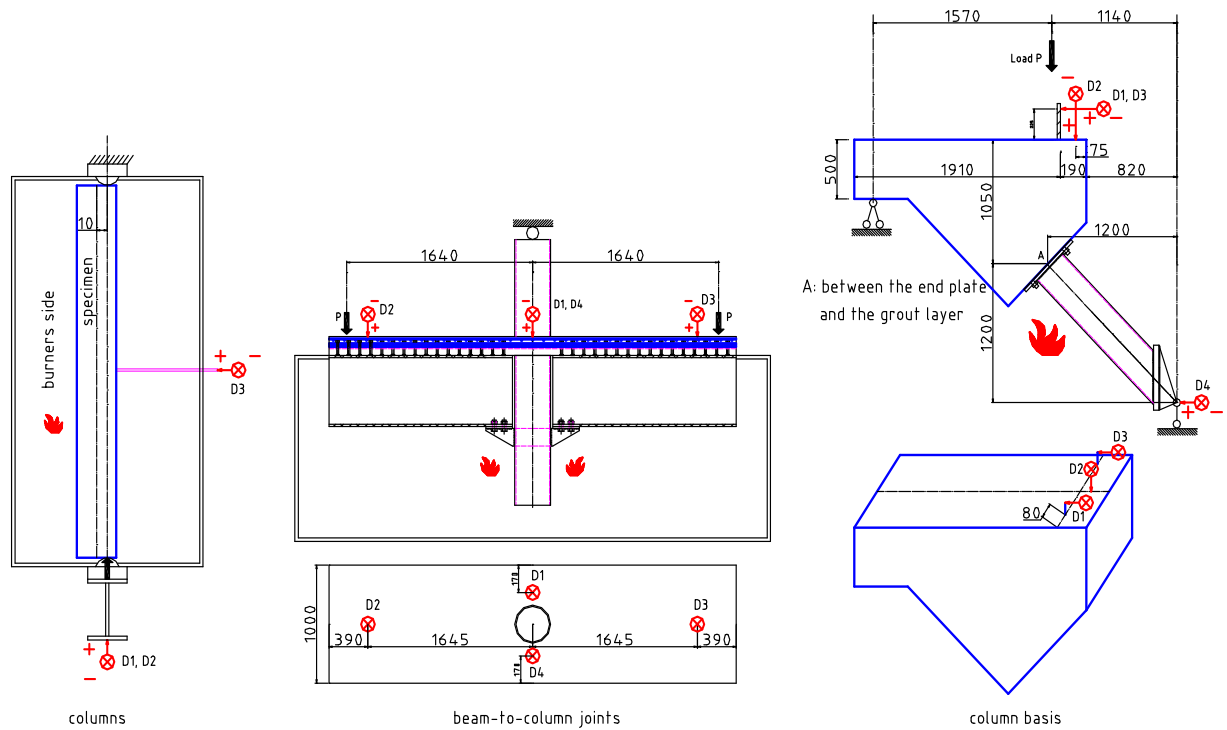 10
burners side
specimen
+
−
D3
+
−
D1, D2
columns
1640
1640
P
−
D2
+
−
D1, D4
+
−
D3
+
P
1000
170
D1
D2
D3
390
1645
1645
390
170
D4
beam-to-column joints
1570
1140
Load P
−
D2
D1, D3
+
+
−
75
500
1910
190
820
1050
1200
A
A: between the end plate
and the grout layer
1200
D4
+
−
D3
D2
80
D1
column basis